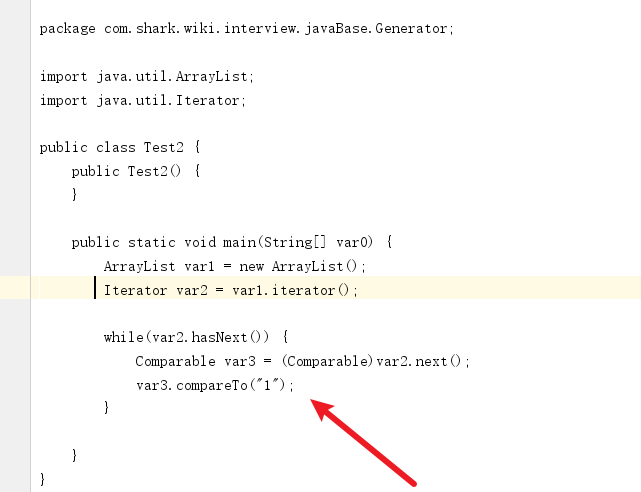 package com.shark.wiki.interview.javaBase.Generator;
import java.util.ArrayList;
import java.util.Iterator;
public class Test2 {
public Test2() {
}
public static void main(String[] var0) {
ArrayList var1 = new ArrayList();
Iterator var2 = var1.iterator();
while(var2.hasNext()) {
Comparable var3 = (Comparable)var2.next();
var3.compareTo("1");
}
}
}